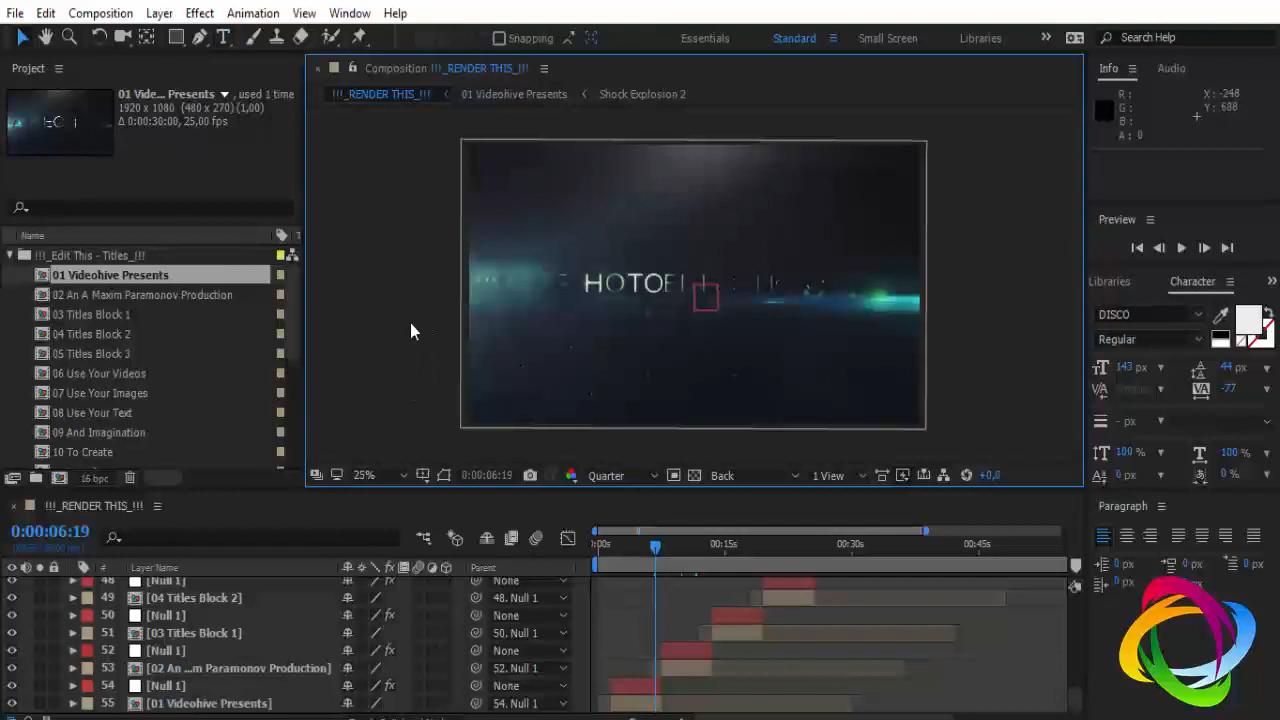 File Edit Composition Layer Effect Animation View Window Help
Snapping
Essentials Standard Small Screen Libraries
Search Help
Project
Composition !!!_RENDER THIS_!!!
Info Audio
!!!_RENDER THIS_!!! 01 Videohive Presents Shock Explosion 2
01 Vide... Presents, used 1 time
1920 x 1080 (480 x 270) (1,00)
Δ 0:00:30:00, 25,00 fps
R:
G:
B:
A: 0
X: -248
Y: 688
HOTO
Preview
Name
!!!_Edit This - Titles_!!!
01 Videohive Presents
02 An A Maxim Paramonov Production
03 Titles Block 1
04 Titles Block 2
05 Titles Block 3
06 Use Your Videos
07 Use Your Images
08 Use Your Text
09 And Imagination
10 To Create
16 bpc
Libraries Character
DISCO
Regular
143 px 44 px
-77
- px
100 % 100 %
0 px 0 %
25% 0:00:06:19 Quarter Back 1 View +0,0
Paragraph
0 px 0 px 0 px
0 px 0 px
!!!_RENDER THIS_!!!
0:00:06:19
:00s 00:15s 00:30s 00:45s
# Layer Name Parent
48 [Null 1] None
49 [04 Titles Block 2] 48. Null 1
50 [Null 1] None
51 [03 Titles Block 1] 50. Null 1
52 [Null 1] None
53 [02 An ...m Paramonov Production] 52. Null 1
54 [Null 1] None
55 [01 Videohive Presents] 54. Null 1